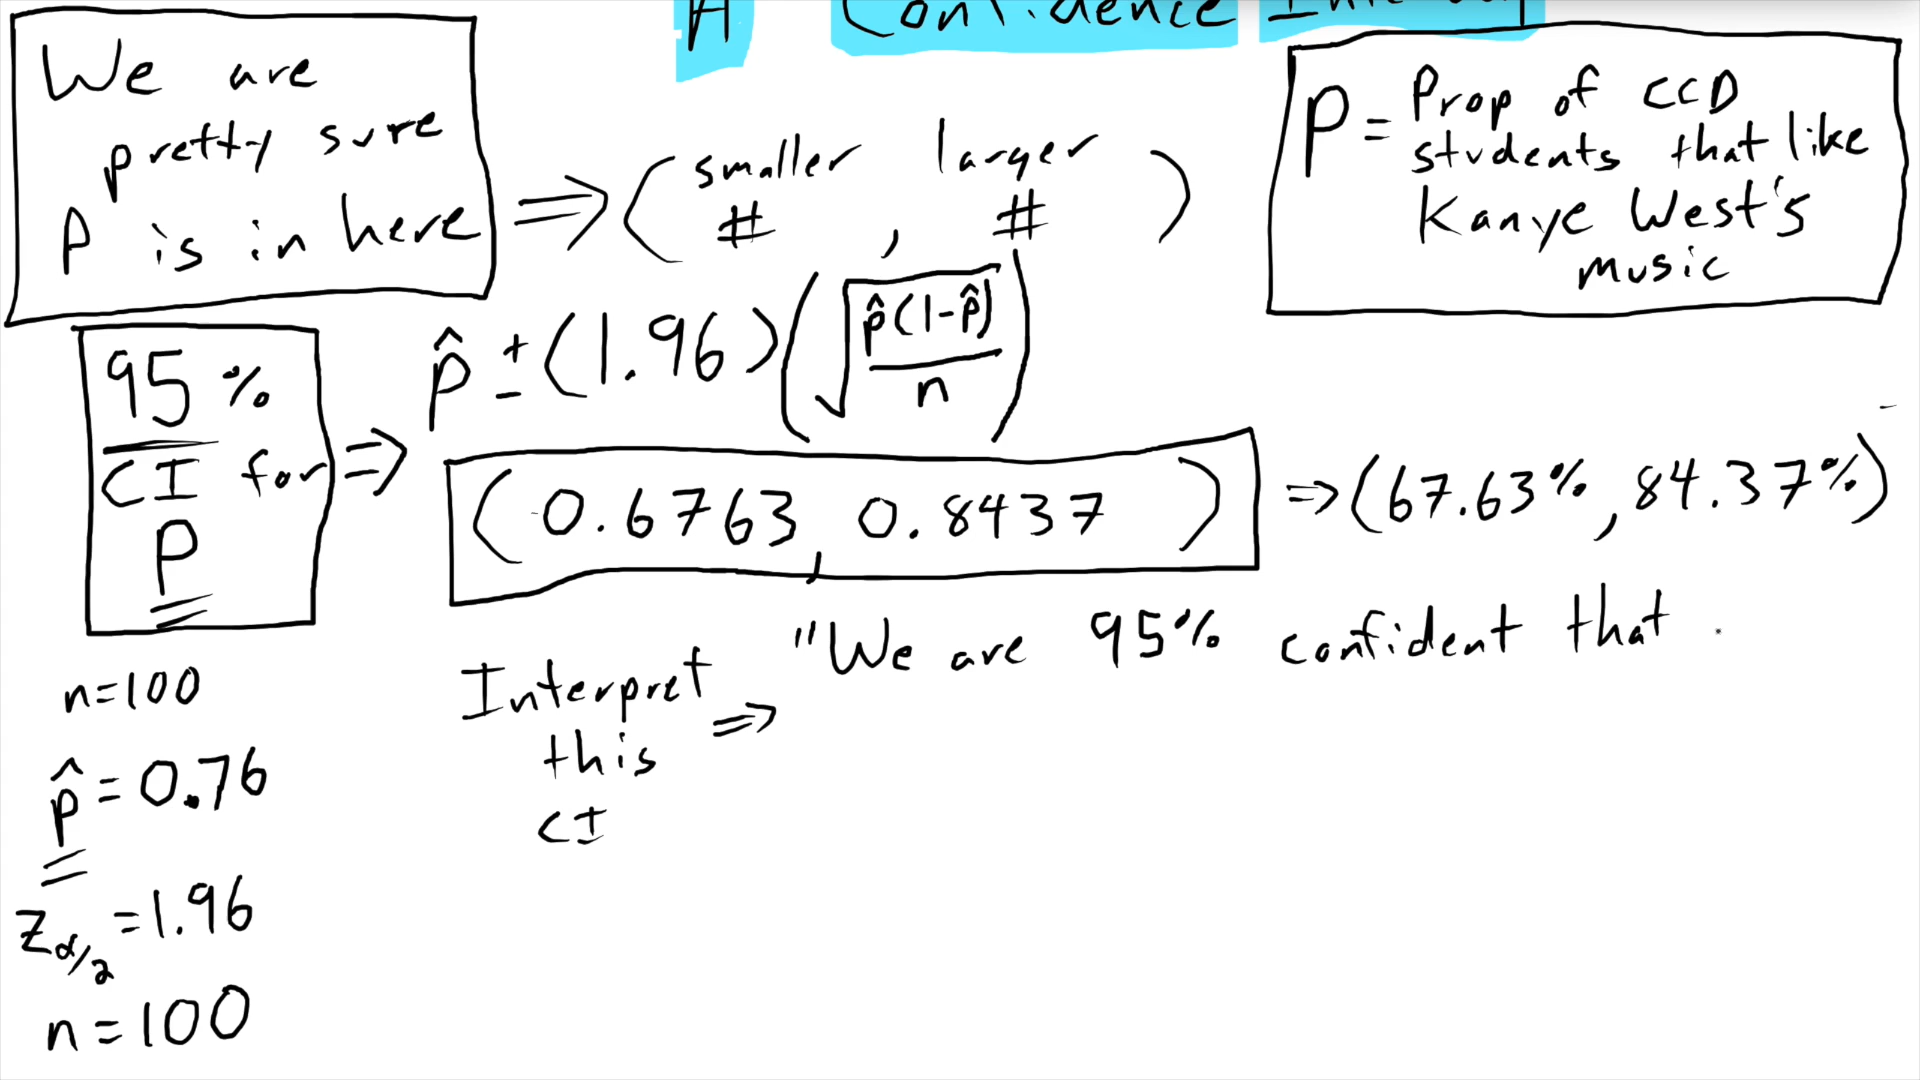 A Confidence Interval
We are
pretty sure
P is in here
⇒ ( smaller #, larger # )
P = Prop of CCD
students that like
Kanye West's
music
95%
CI for
P
⇒ p̂ ± (1.96)(√(p̂(1-p̂)/n))
(0.6763, 0.8437) ⇒ (67.63%, 84.37%)
Interpret
this
CI
⇒ "We are 95% confident that
n=100
p̂=0.76
Zα/2=1.96
n=100